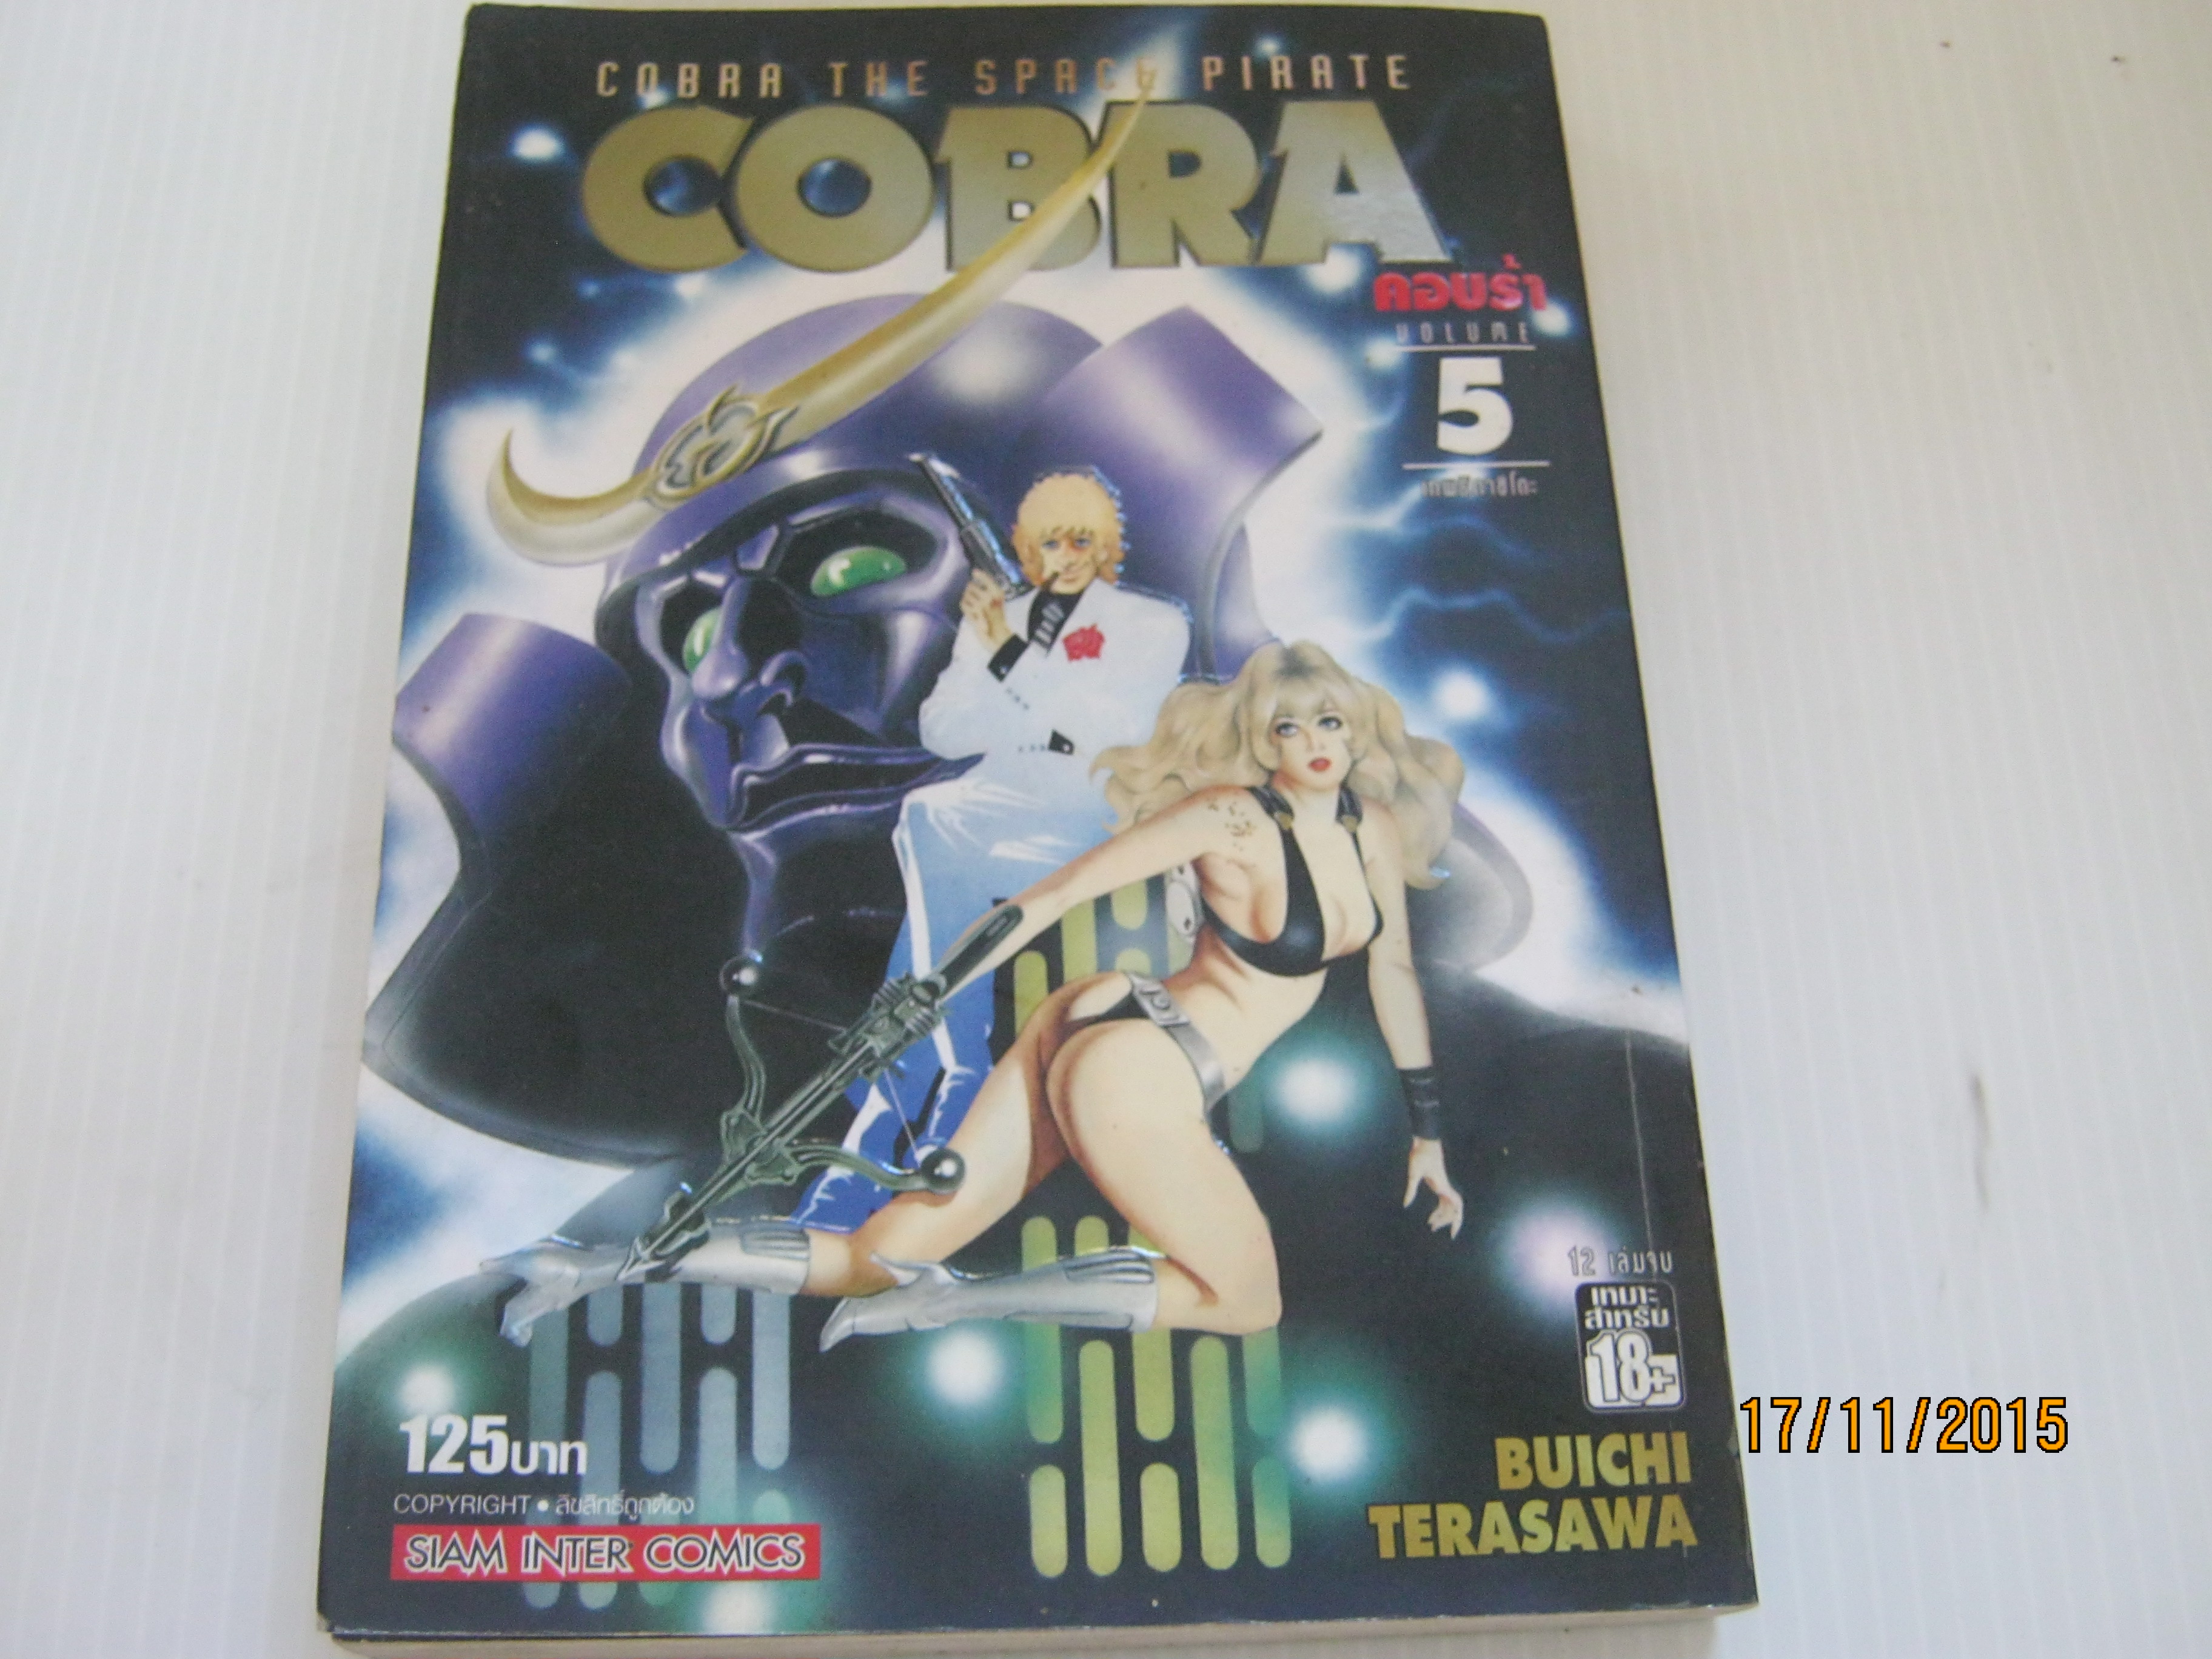 COBRA THE SPACE PIRATE
COBRA
คอบร้า
VOLUME
5
12 เล่มจบ
เหมาะ
สำหรับ
18+
17/11/2015
125บาท
COPYRIGHT • ลิขสิทธิ์ถูกต้อง
SIAM INTER COMICS
BUICHI
TERASAWA